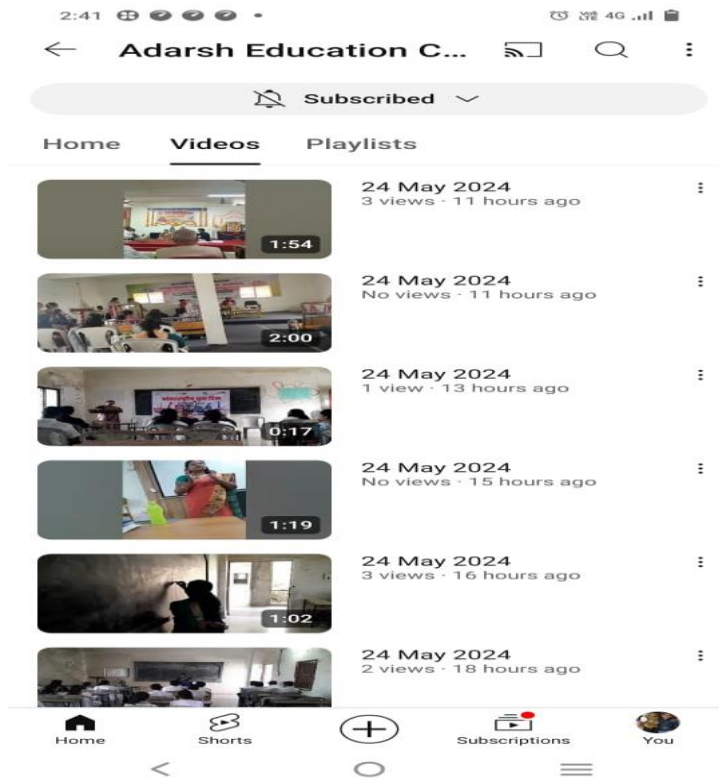 2:41
VoLTE 4G
Adarsh Education C...
Subscribed
Home Videos Playlists
1:54
24 May 2024
3 views · 11 hours ago
2:00
24 May 2024
No views · 11 hours ago
0:17
24 May 2024
1 view · 13 hours ago
1:19
24 May 2024
No views · 15 hours ago
1:02
24 May 2024
3 views · 16 hours ago
24 May 2024
2 views · 18 hours ago
Home Shorts Subscriptions You